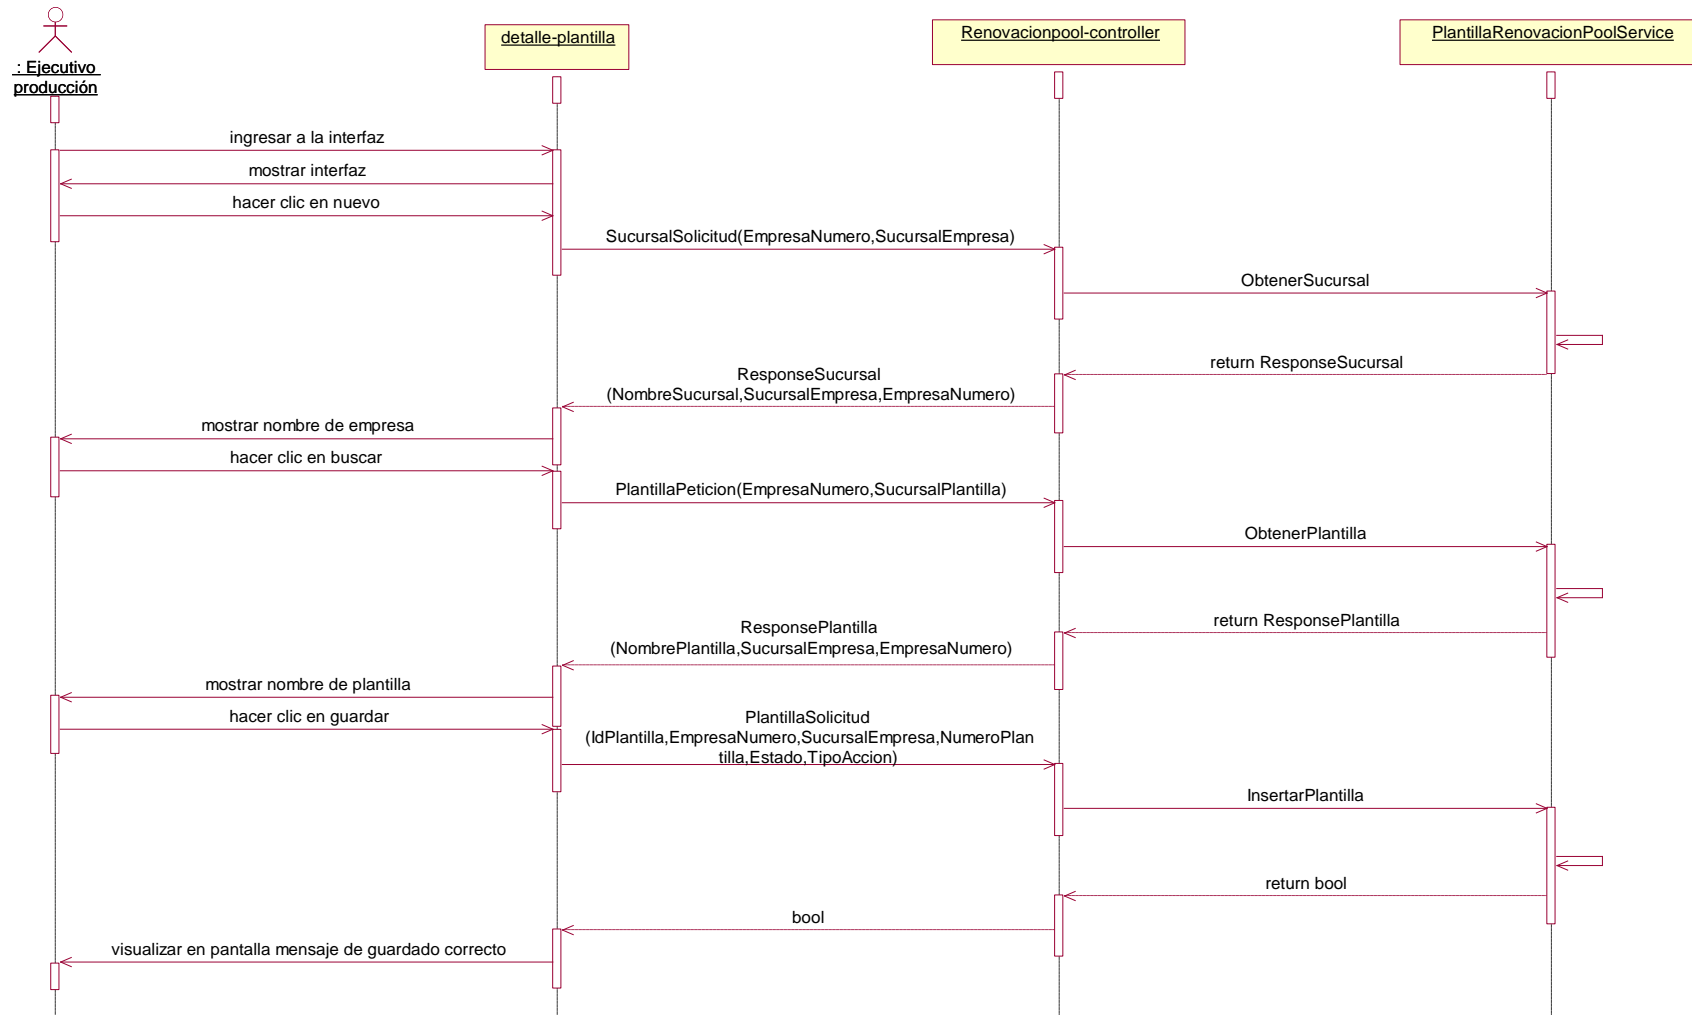 : Ejecutivo
producción
detalle-plantilla
Renovacionpool-controller
PlantillaRenovacionPoolService
ingresar a la interfaz
mostrar interfaz
hacer clic en nuevo
SucursalSolicitud(EmpresaNumero,SucursalEmpresa)
ObtenerSucursal
return ResponseSucursal
ResponseSucursal
(NombreSucursal,SucursalEmpresa,EmpresaNumero)
mostrar nombre de empresa
hacer clic en buscar
PlantillaPeticion(EmpresaNumero,SucursalPlantilla)
ObtenerPlantilla
return ResponsePlantilla
ResponsePlantilla
(NombrePlantilla,SucursalEmpresa,EmpresaNumero)
mostrar nombre de plantilla
hacer clic en guardar
PlantillaSolicitud
(IdPlantilla,EmpresaNumero,SucursalEmpresa,NumeroPlan
tilla,Estado,TipoAccion)
InsertarPlantilla
return bool
bool
visualizar en pantalla mensaje de guardado correcto